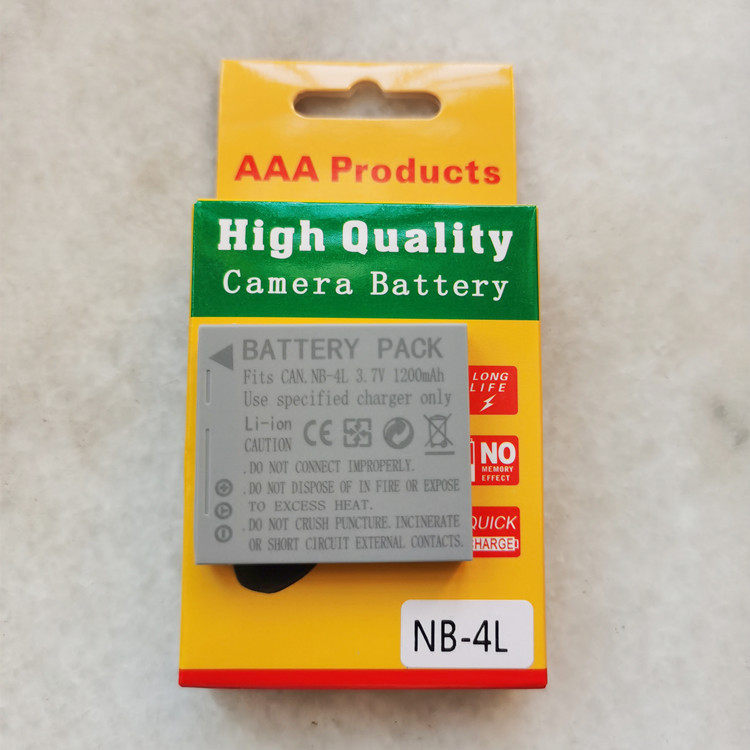 AAA Products
High Quality
Camera Battery
BATTERY PACK
Fits CAN. NB-4L 3.7V 1200mAh
Use specified charger only
Li-ion
CAUTION
CE
.DO NOT CONNECT IMPROPERLY.
.DO NOT DISPOSE OF IN FIRE OR EXPOSE
TO EXCESS HEAT.
.DO NOT CRUSH PUNCTURE. INCINERATE
OR SHORT CIRCUIT EXTERNAL CONTACTS.
LONG
LIFE
NO
MEMORY
EFFECT
QUICK
HARGE
NB-4L